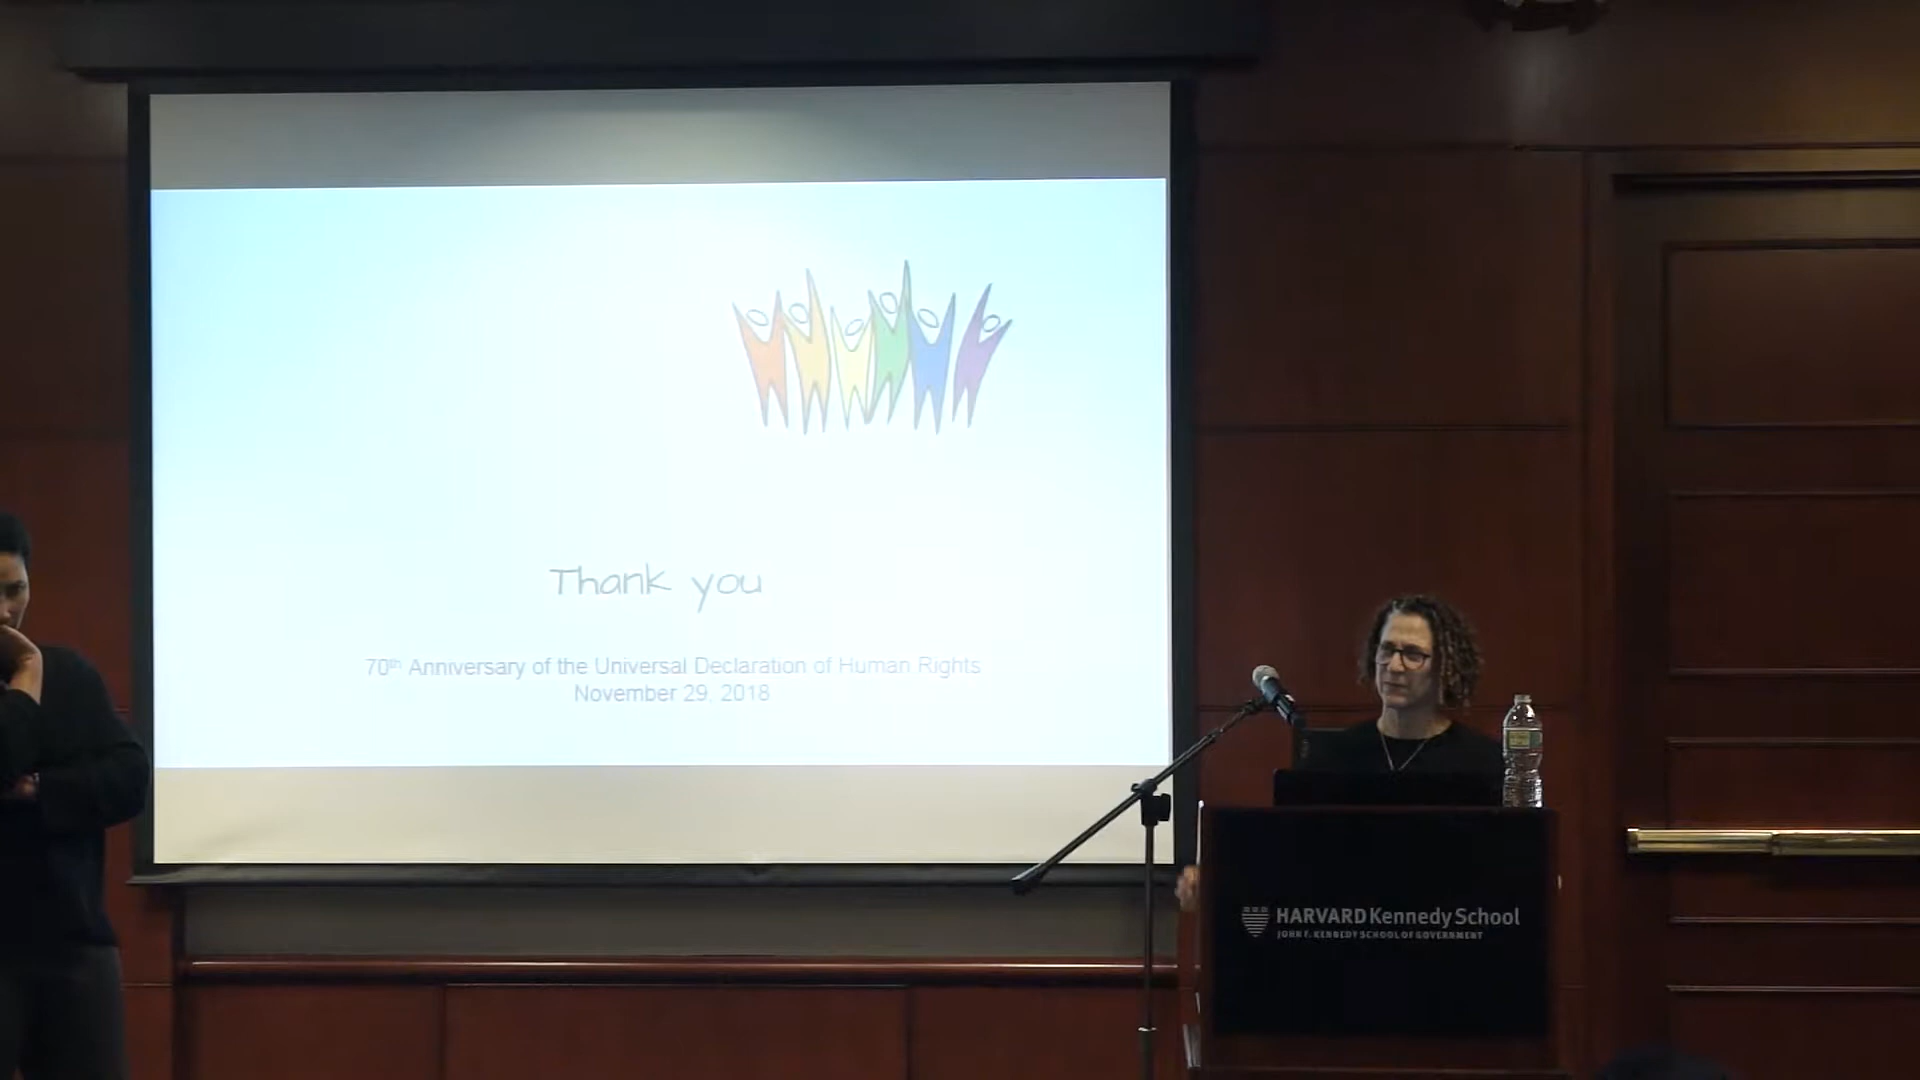 Thank you
70th Anniversary of the Universal Declaration of Human Rights
November 29, 2018
HARVARD Kennedy School
JOHN F. KENNEDY SCHOOL OF GOVERNMENT